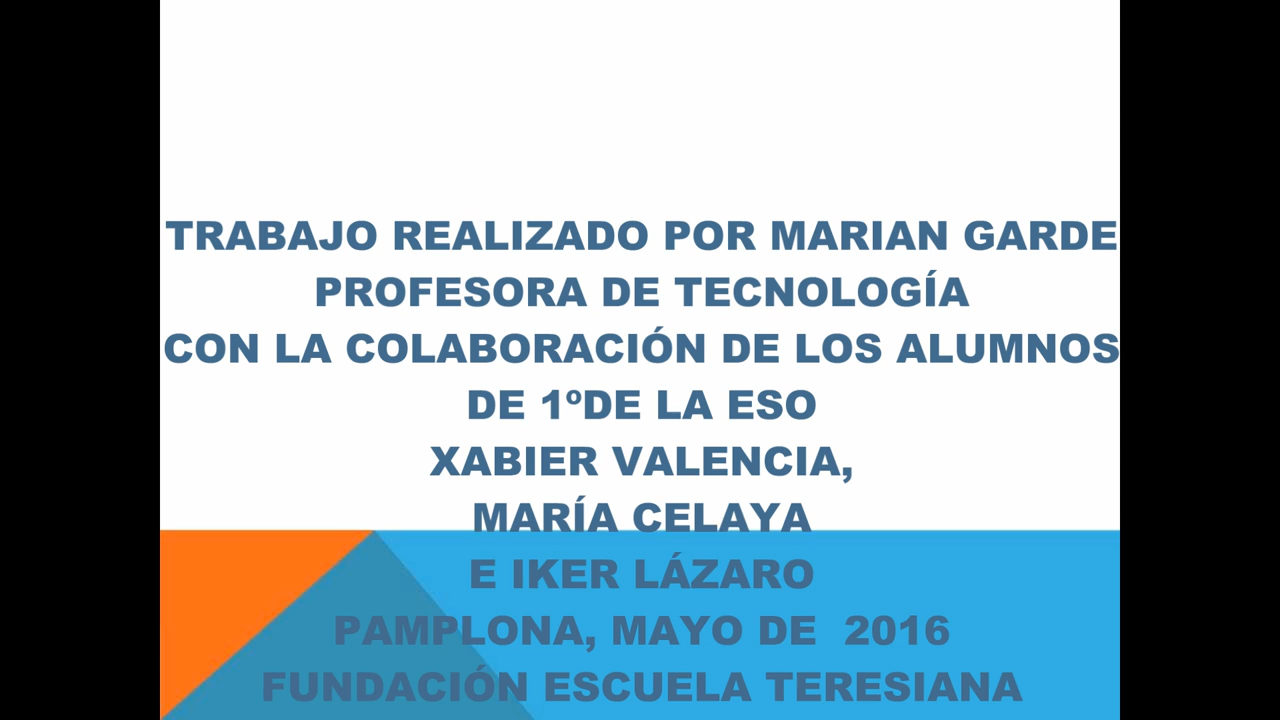 TRABAJO REALIZADO POR MARIAN GARDE
PROFESORA DE TECNOLOGÍA
CON LA COLABORACIÓN DE LOS ALUMNOS
DE 1ºDE LA ESO
XABIER VALENCIA,
MARÍA CELAYA
E IKER LÁZARO
PAMPLONA, MAYO DE  2016
FUNDACIÓN ESCUELA TERESIANA